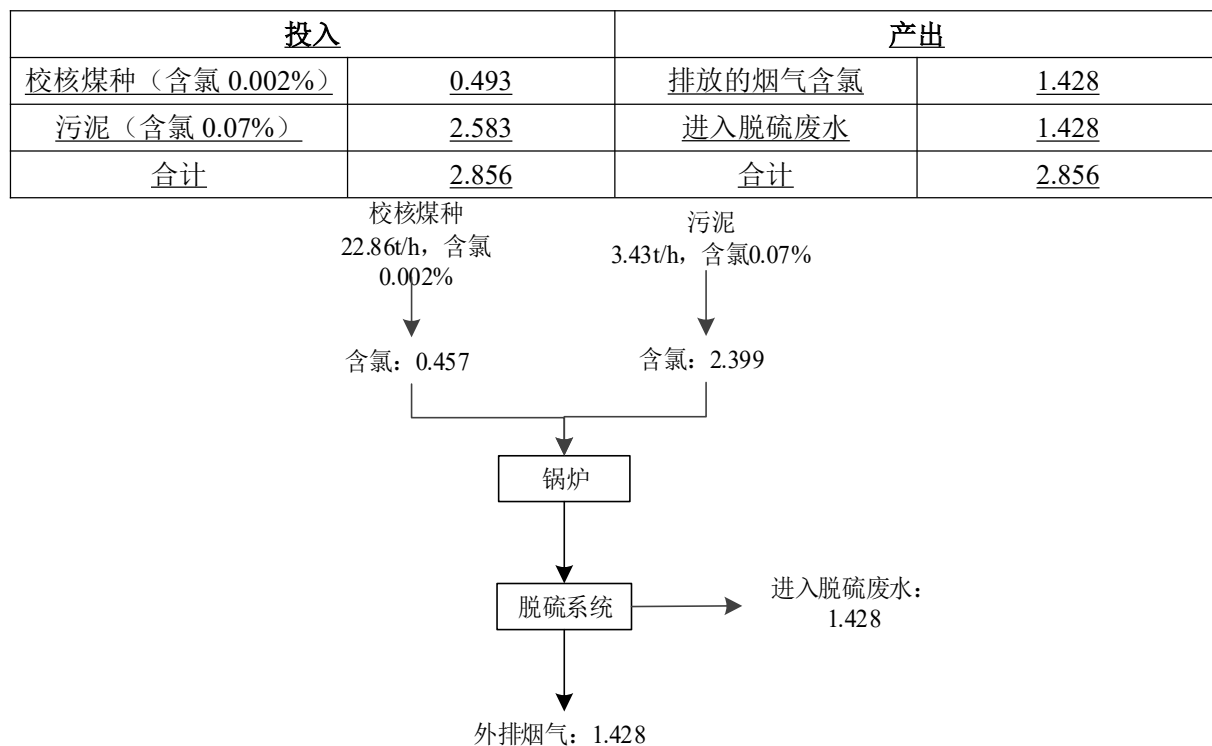 投入 产出
校核煤种（含氯 0.002%） 0.493 排放的烟气含氯 1.428
污泥（含氯 0.07%） 2.583 进入脱硫废水 1.428
合计 2.856 合计 2.856
校核煤种
22.86t/h，含氯
0.002%
污泥
3.43t/h，含氯0.07%
含氯：0.457
含氯：2.399
锅炉
脱硫系统
进入脱硫废水：
1.428
外排烟气：1.428